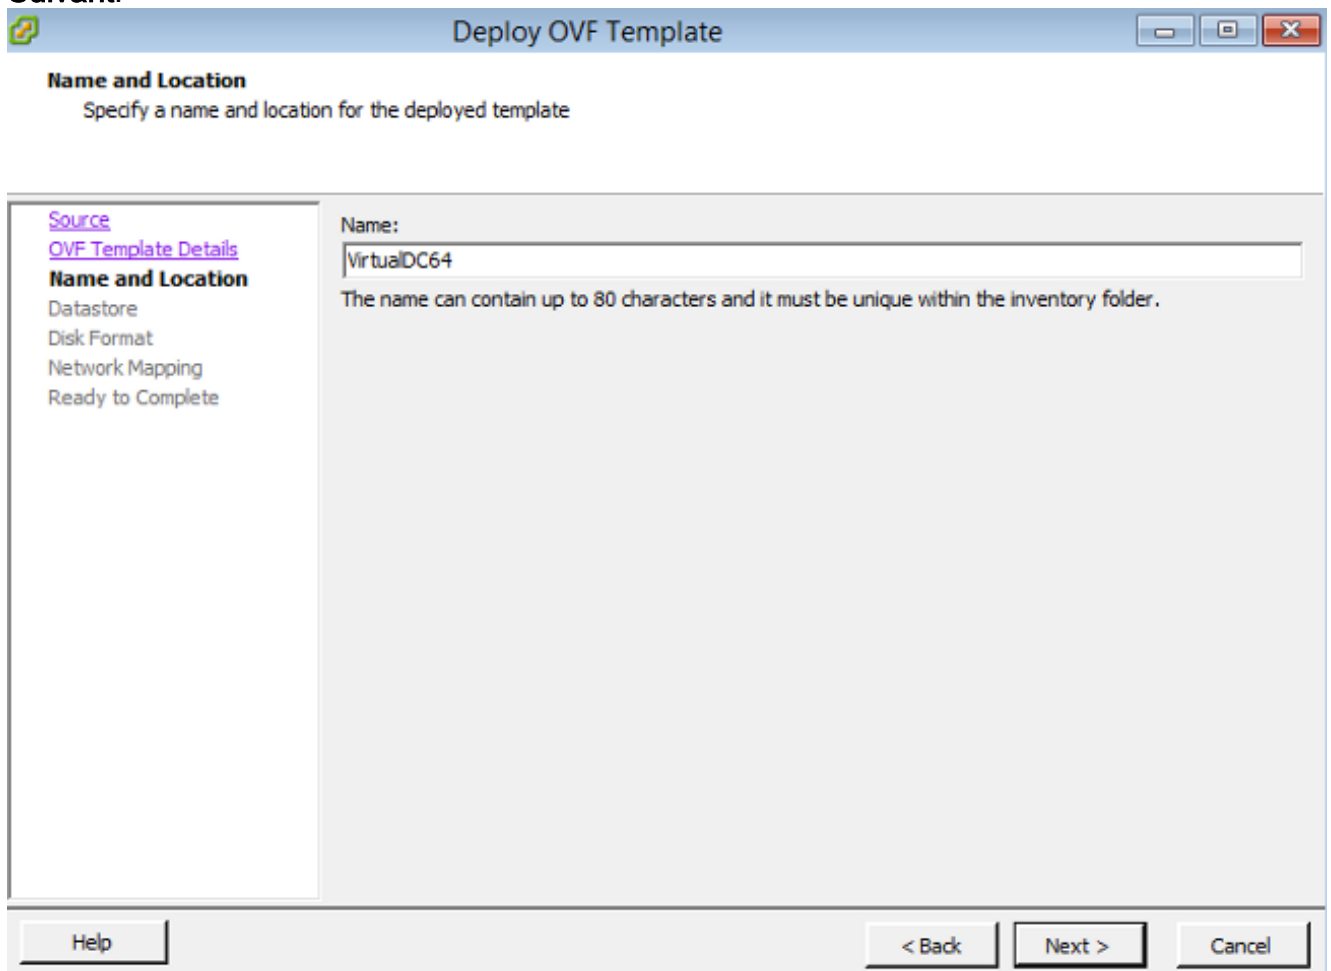 Suivant.
Deploy OVF Template
Name and Location
Specify a name and location for the deployed template
Source
OVF Template Details
Name and Location
Datastore
Disk Format
Network Mapping
Ready to Complete
Name:
VirtualDC64
The name can contain up to 80 characters and it must be unique within the inventory folder.
Help
< Back
Next >
Cancel